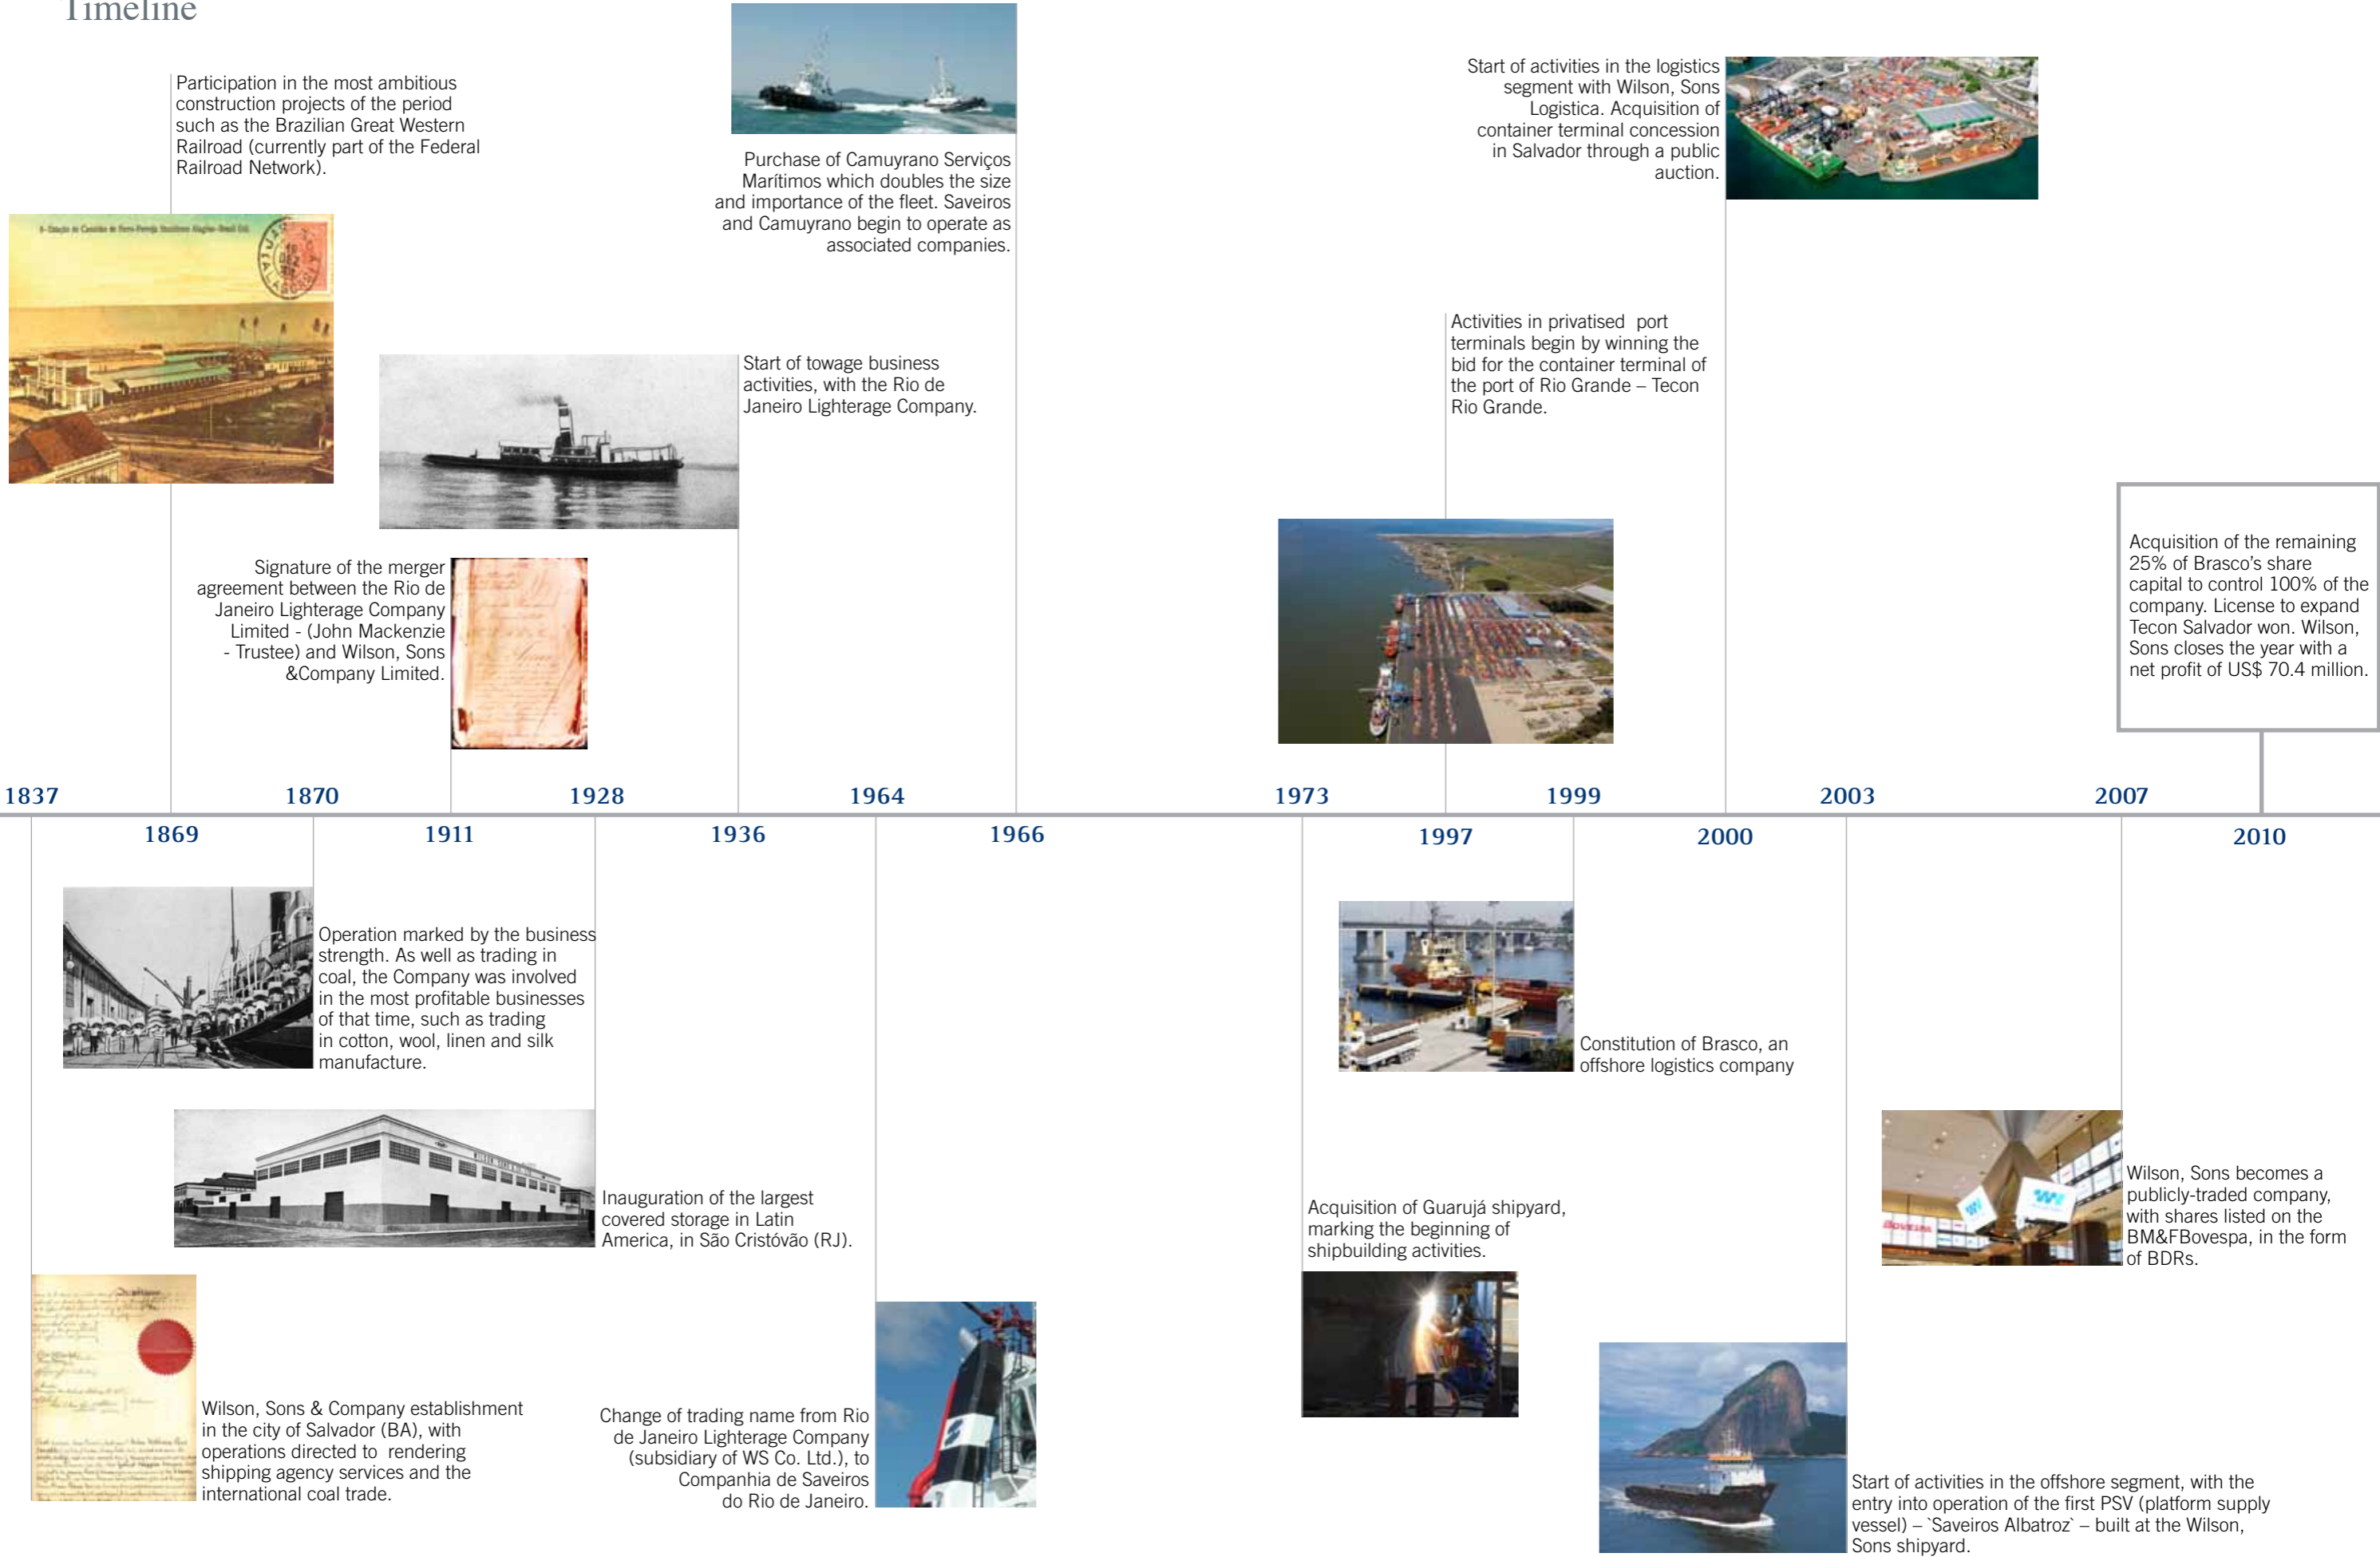 Timeline
Participation in the most ambitious
construction projects of the period
such as the Brazilian Great Western
Railroad (currently part of the Federal
Railroad Network).
Purchase of Camuyrano Serviços
Marítimos which doubles the size
and importance of the fleet. Saveiros
and Camuyrano begin to operate as
associated companies.
Start of activities in the logistics
segment with Wilson, Sons
Logistica. Acquisition of
container terminal concession
in Salvador through a public
auction.
Start of towage business
activities, with the Rio de
Janeiro Lighterage Company.
Activities in privatised  port
terminals begin by winning the
bid for the container terminal of
the port of Rio Grande – Tecon
Rio Grande.
Signature of the merger
agreement between the Rio de
Janeiro Lighterage Company
Limited - (John Mackenzie
- Trustee) and Wilson, Sons
&Company Limited.
Acquisition of the remaining
25% of Brasco’s share
capital to control 100% of the
company. License to expand
Tecon Salvador won. Wilson,
Sons closes the year with a
net profit of US$ 70.4 million.
1837 1870 1928 1964 1973 1999 2003 2007
1869 1911 1936 1966 1997 2000 2010
Operation marked by the business
strength. As well as trading in
coal, the Company was involved
in the most profitable businesses
of that time, such as trading
in cotton, wool, linen and silk
manufacture.
Constitution of Brasco, an
offshore logistics company
Inauguration of the largest
covered storage in Latin
America, in São Cristóvão (RJ).
Acquisition of Guarujá shipyard,
marking the beginning of
shipbuilding activities.
Bovespa
Wilson, Sons becomes a
publicly-traded company,
with shares listed on the
BM&FBovespa, in the form
of BDRs.
Wilson, Sons & Company establishment
in the city of Salvador (BA), with
operations directed to  rendering
shipping agency services and the
international coal trade.
Change of trading name from Rio
de Janeiro Lighterage Company
(subsidiary of WS Co. Ltd.), to
Companhia de Saveiros
do Rio de Janeiro.
Start of activities in the offshore segment, with the
entry into operation of the first PSV (platform supply
vessel) – `Saveiros Albatroz` – built at the Wilson,
Sons shipyard.